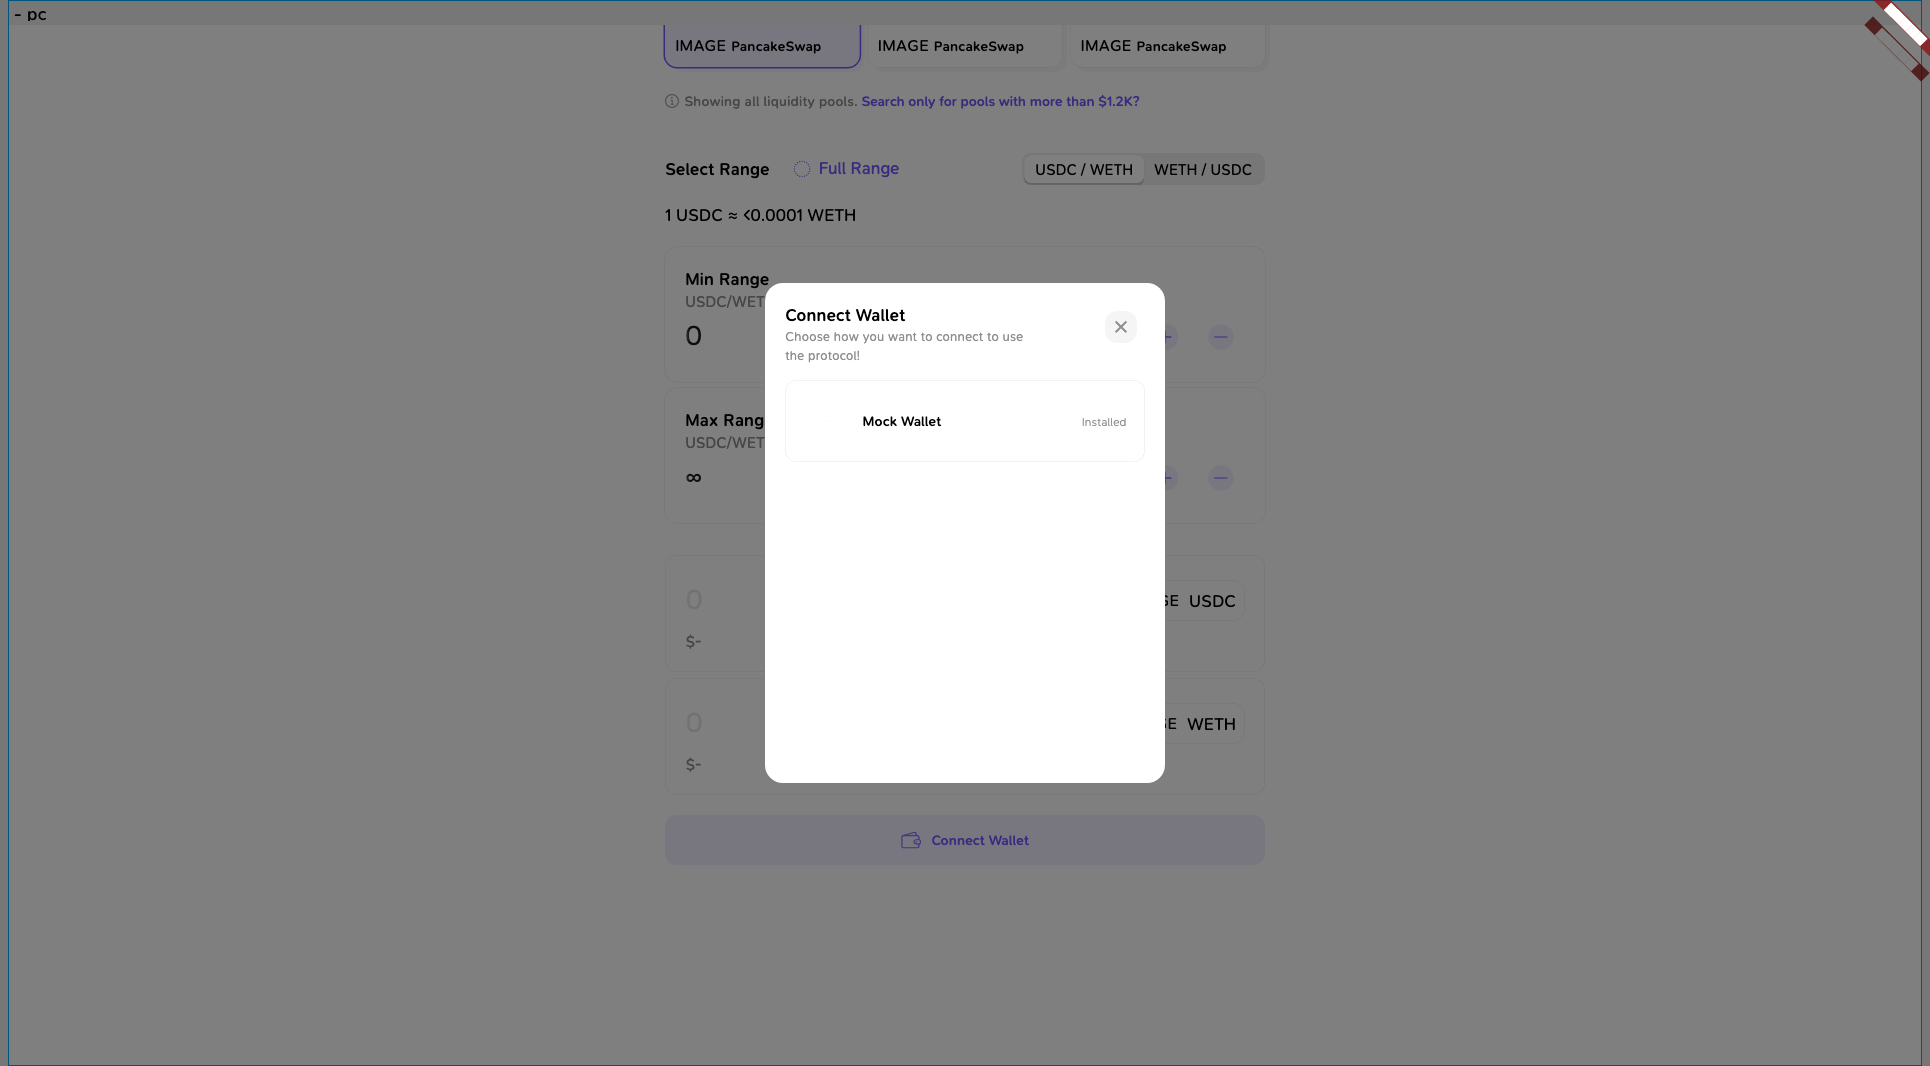 - pc
IMAGE PancakeSwap
IMAGE PancakeSwap
IMAGE PancakeSwap
Showing all liquidity pools. Search only for pools with more than $1.2K?
Select Range
Full Range
USDC / WETH
WETH / USDC
1 USDC ≈ <0.0001 WETH
Min Range
USDC/WET
0
Max Rang
USDC/WET
∞
Connect Wallet
Choose how you want to connect to use
the protocol!
Mock Wallet
Installed
0
GE USDC
$-
0
GE WETH
$-
Connect Wallet